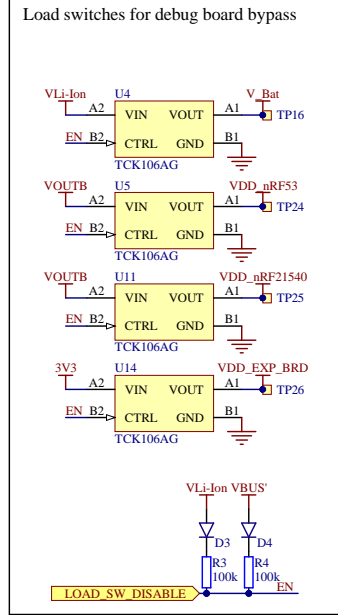 Load switches for debug board bypass
VLi-Ion U4 V_Bat
A2 VIN VOUT A1 TP16
EN B2 CTRL GND B1
TCK106AG
VOUTB U5 VDD_nRF53
A2 VIN VOUT A1 TP24
EN B2 CTRL GND B1
TCK106AG
VOUTB U11 VDD_nRF21540
A2 VIN VOUT A1 TP25
EN B2 CTRL GND B1
TCK106AG
3V3 U14 VDD_EXP_BRD
A2 VIN VOUT A1 TP26
EN B2 CTRL GND B1
TCK106AG
VLi-Ion VBUS'
D3 D4
R3 R4
100k 100k
LOAD_SW_DISABLE EN